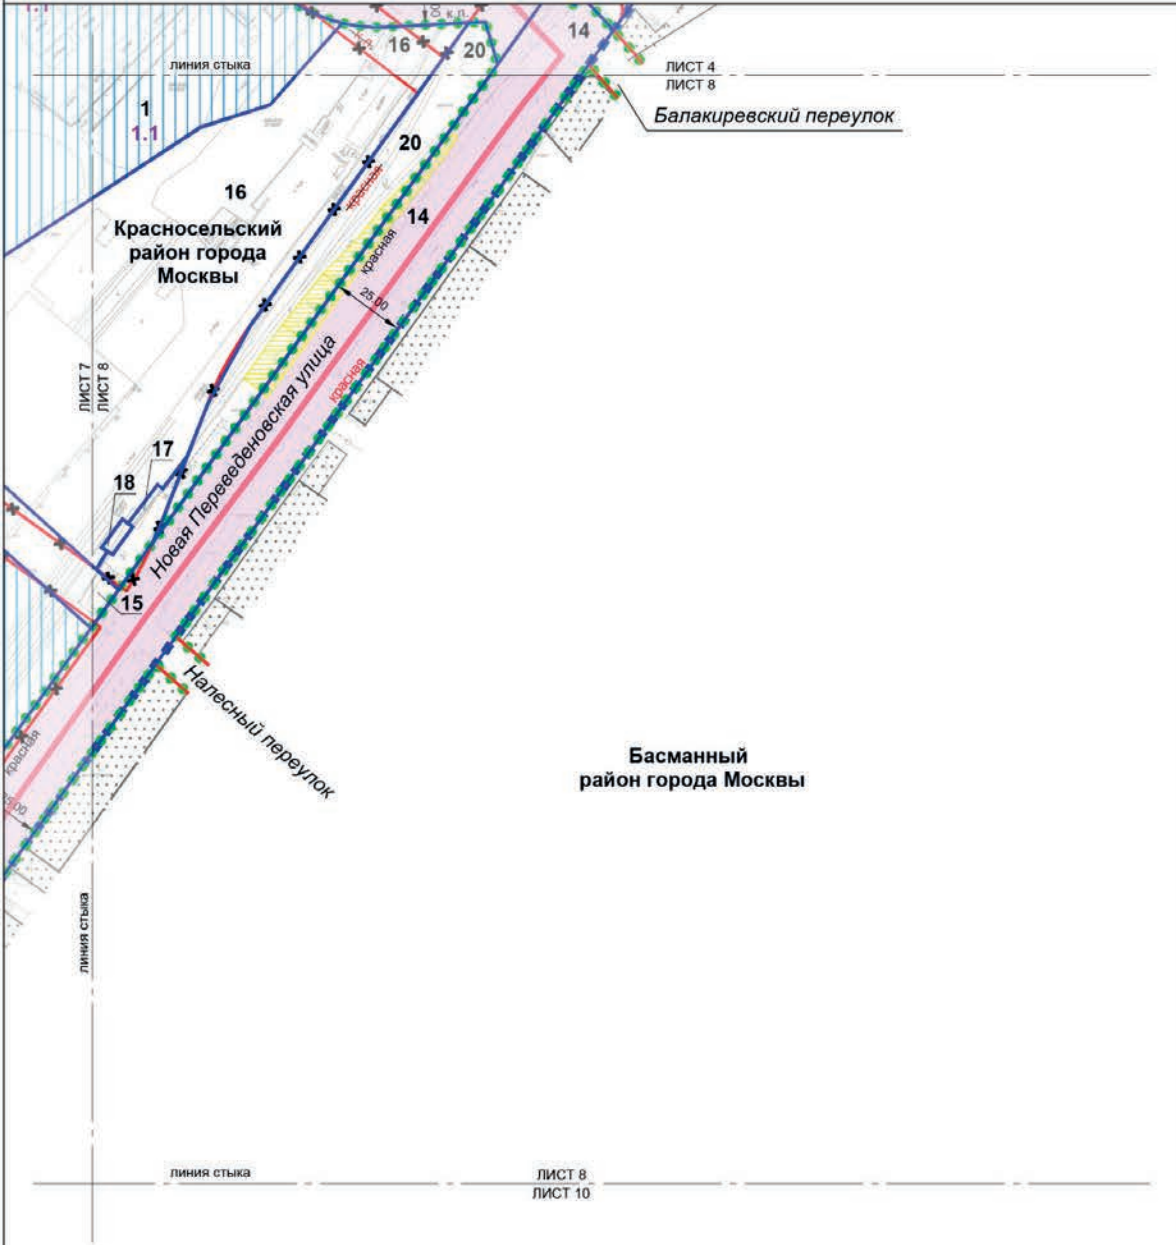 1.1
к.п.
16
20
14
линия стыка
ЛИСТ 4
ЛИСТ 8
Балакиревский переулок
1
1.1
20
красная
16
14
Красносельский
район города
Москвы
красная
25.00
ЛИСТ 7
ЛИСТ 8
Новая Переведеновская улица
красная
17
18
15
Налесный переулок
красная
Басманный
район города Москвы
линия стыка
линия стыка
ЛИСТ 8
ЛИСТ 10